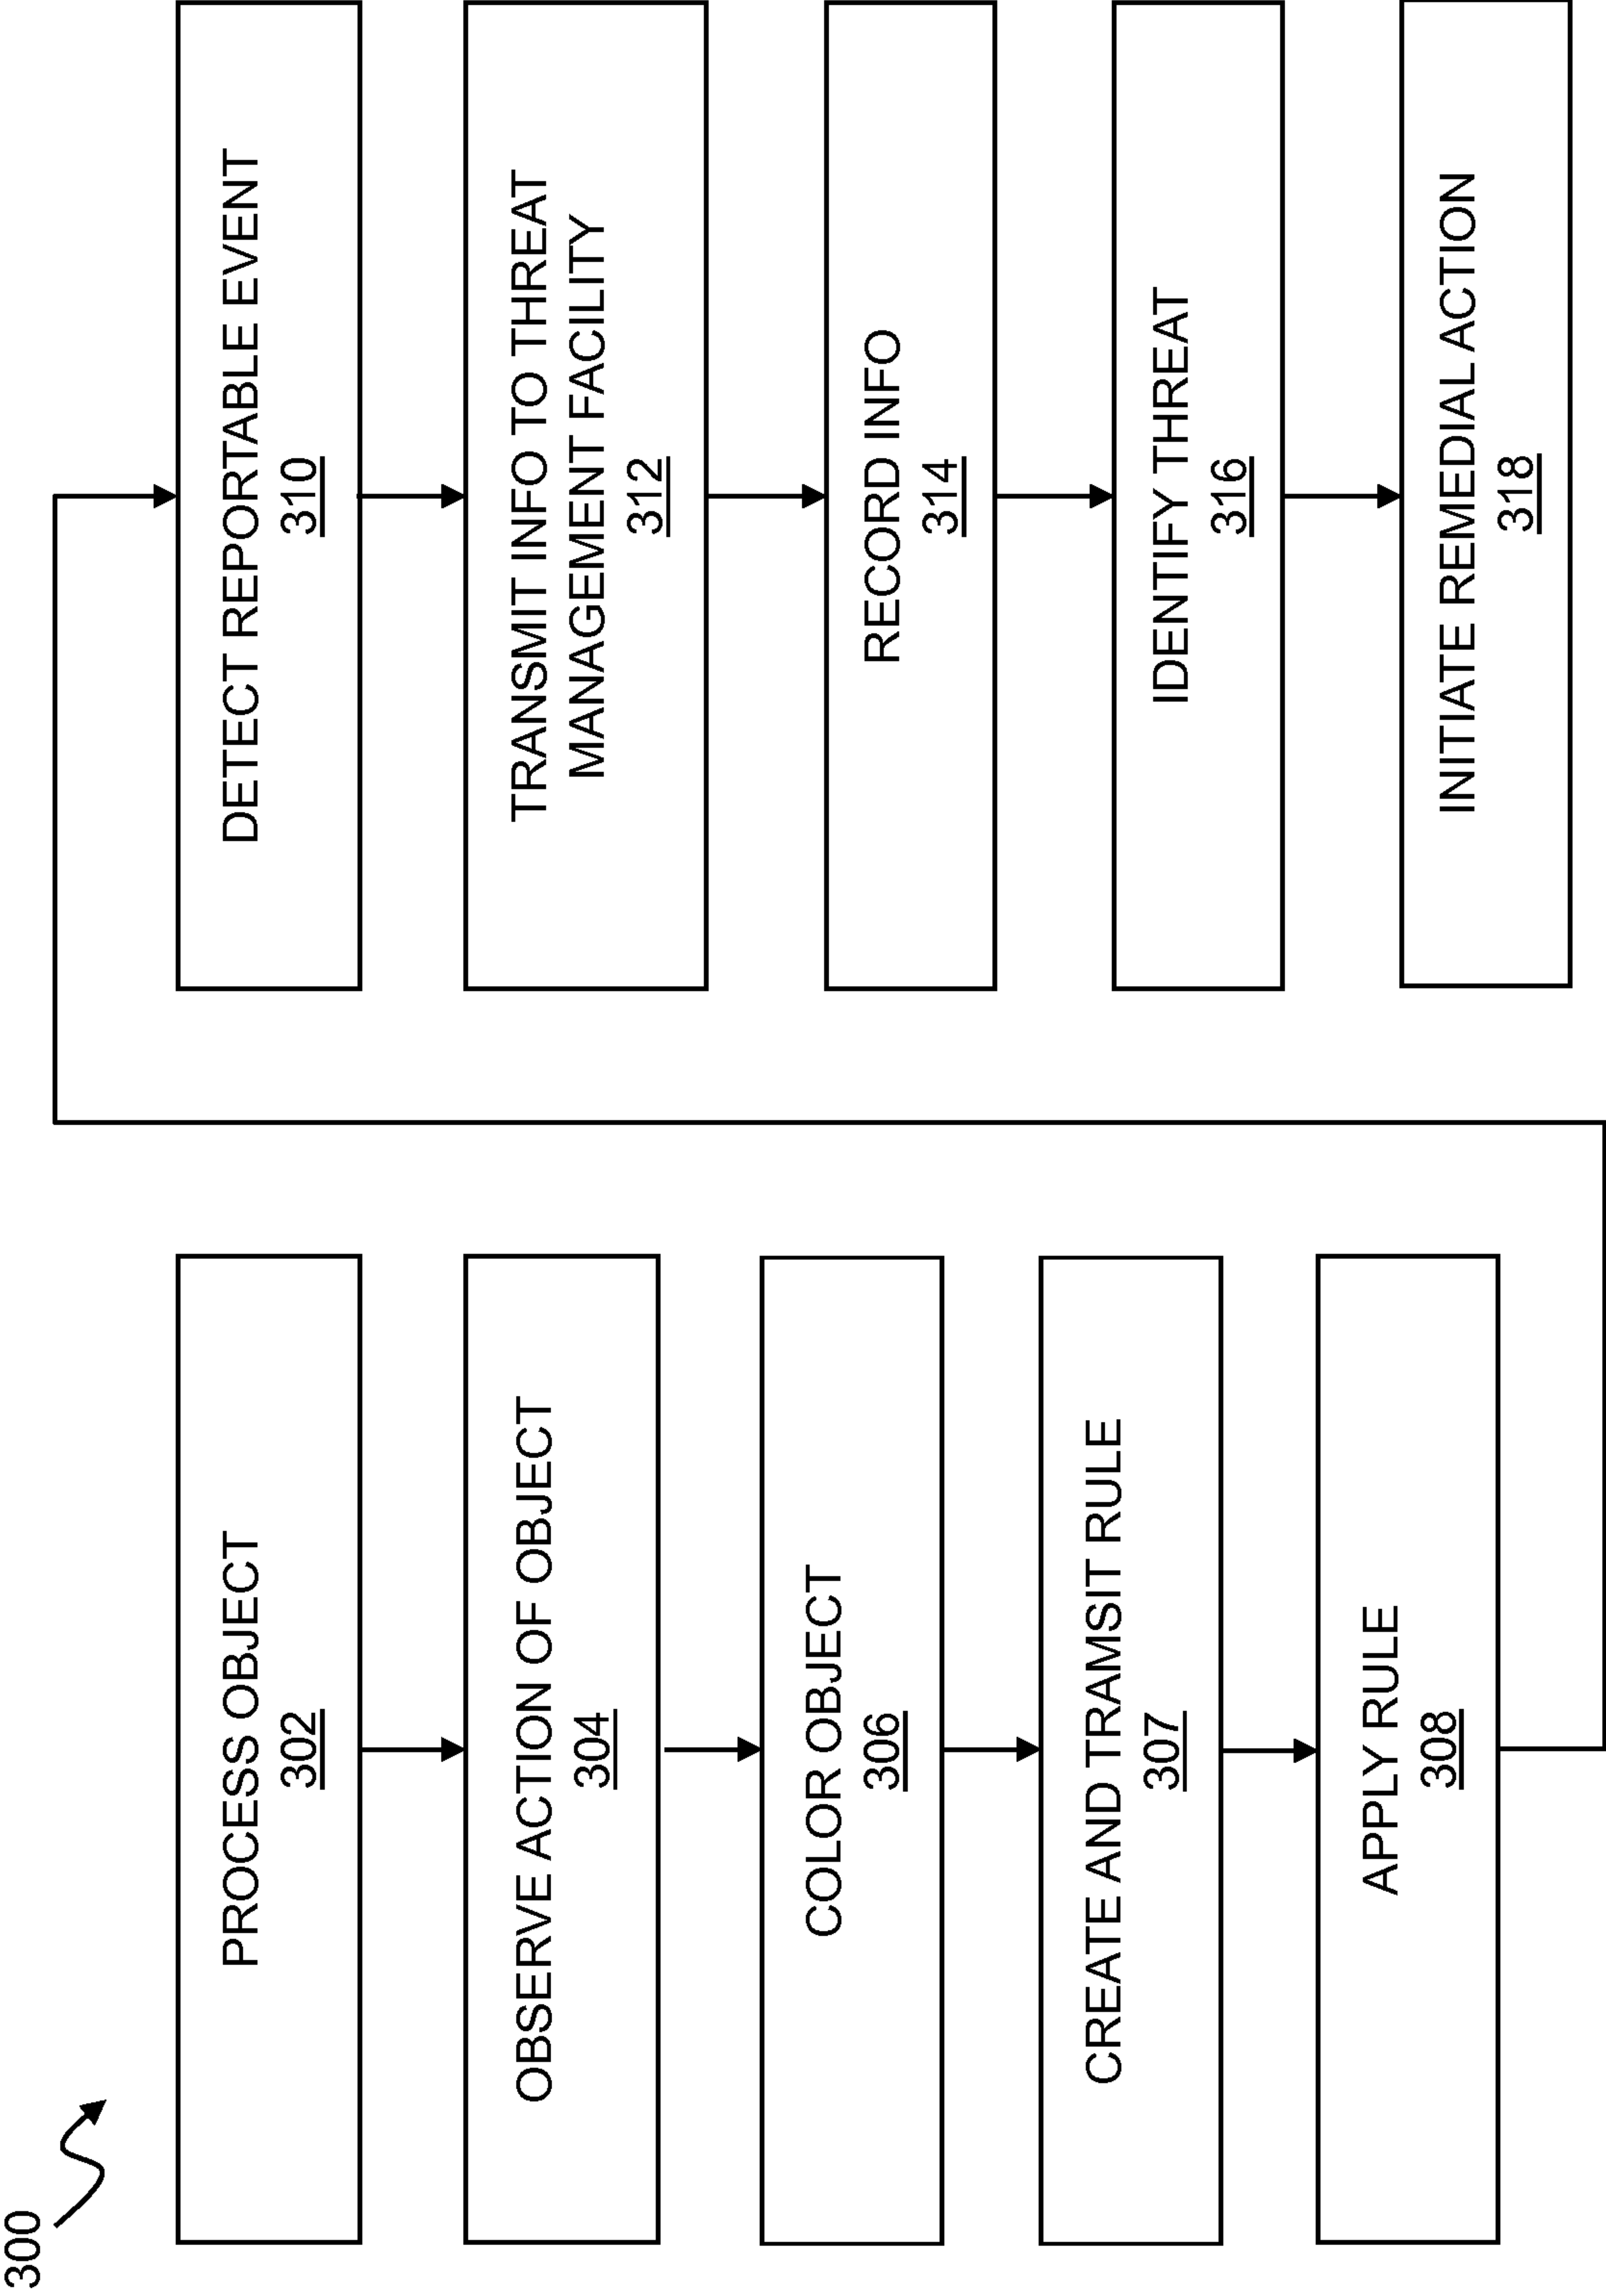 300
PROCESS OBJECT
302
OBSERVE ACTION OF OBJECT
304
COLOR OBJECT
306
CREATE AND TRAMSIT RULE
307
APPLY RULE
308
DETECT REPORTABLE EVENT
310
TRANSMIT INFO TO THREAT
MANAGEMENT FACILITY
312
RECORD INFO
314
IDENTIFY THREAT
316
INITIATE REMEDIAL ACTION
318